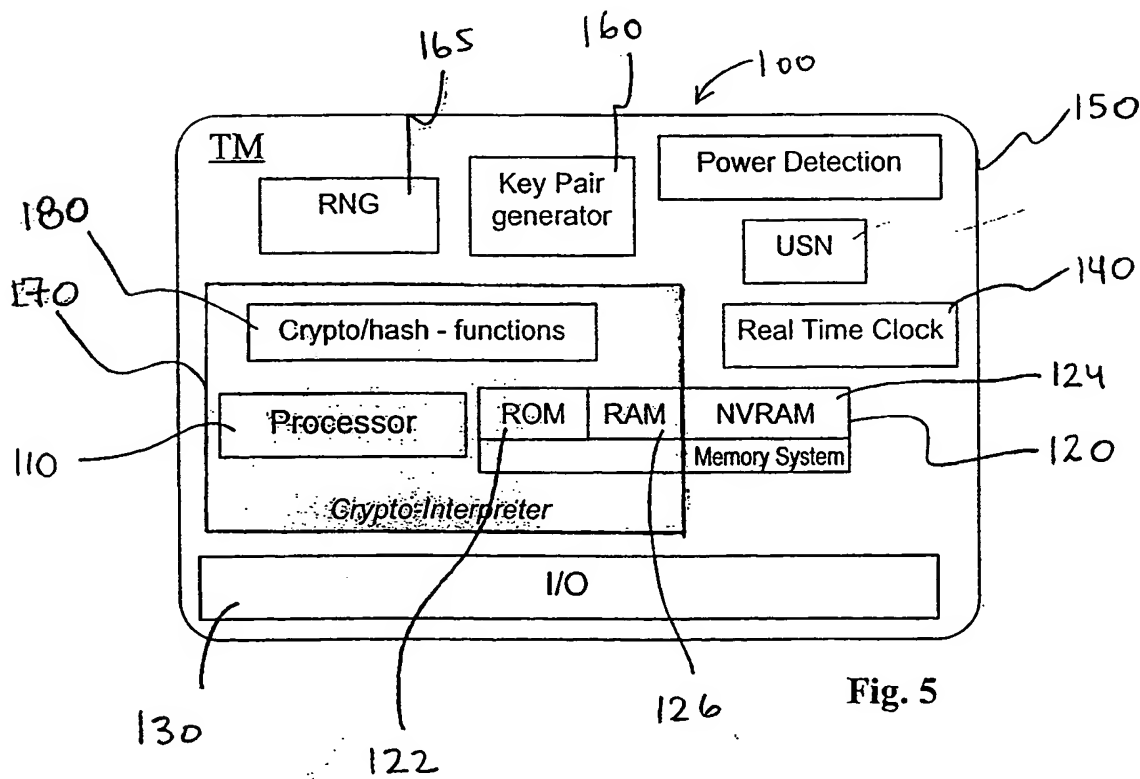 165
160
100
150
TM
RNG
Key Pair
generator
Power Detection
180
USN
170
140
Crypto/hash - functions
Real Time Clock
124
Processor
ROM
RAM
NVRAM
110
Memory System
120
Crypto-Interpreter
I/O
Fig. 5
130
122
126